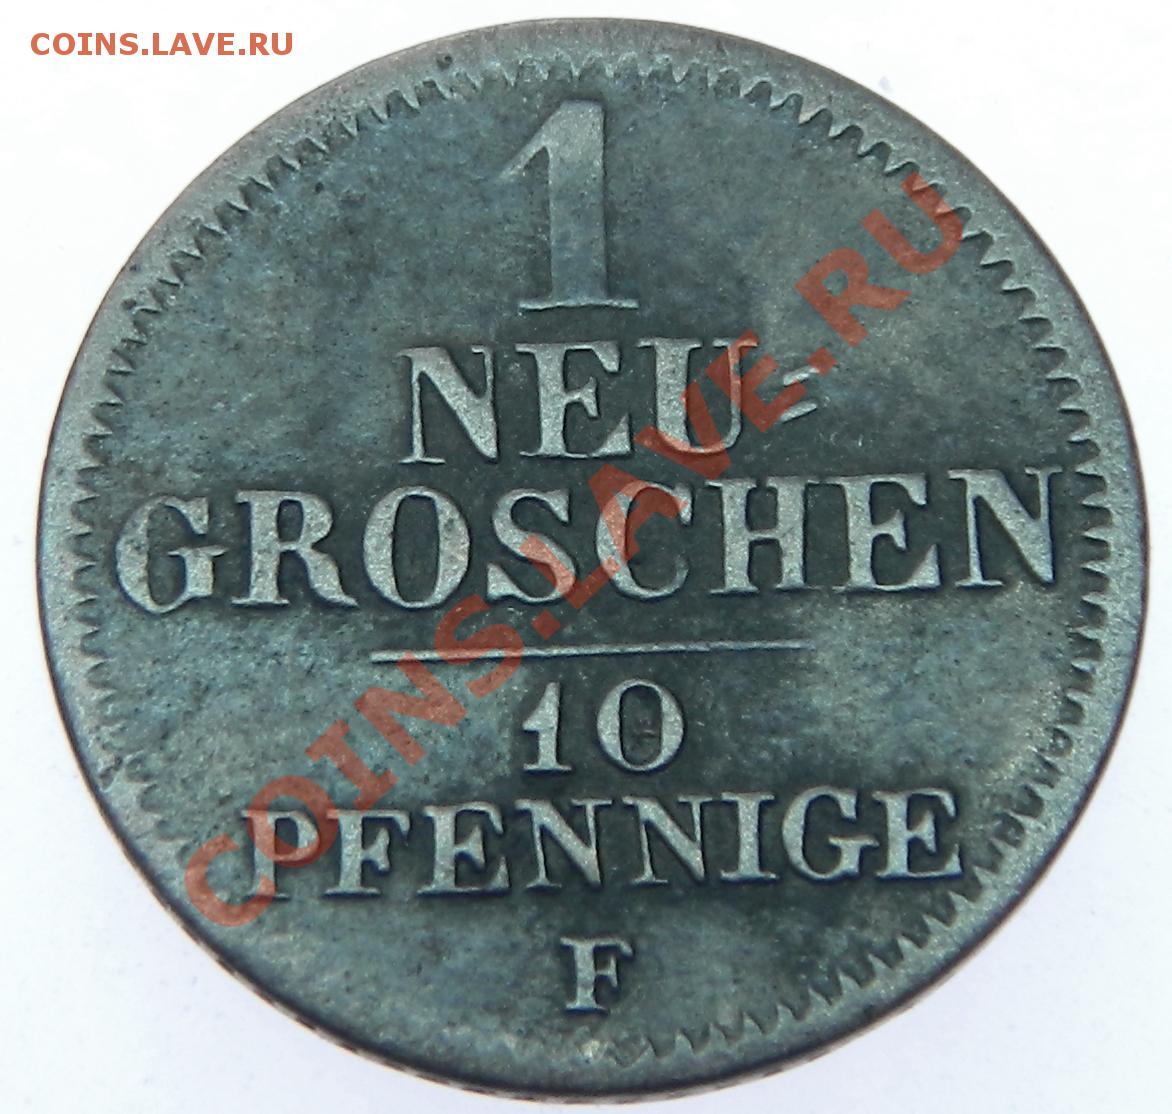 COINS.LAVE.RU
1
NEU-
GROSCHEN
10
PFENNIGE
F
COINS.LAVE.RU